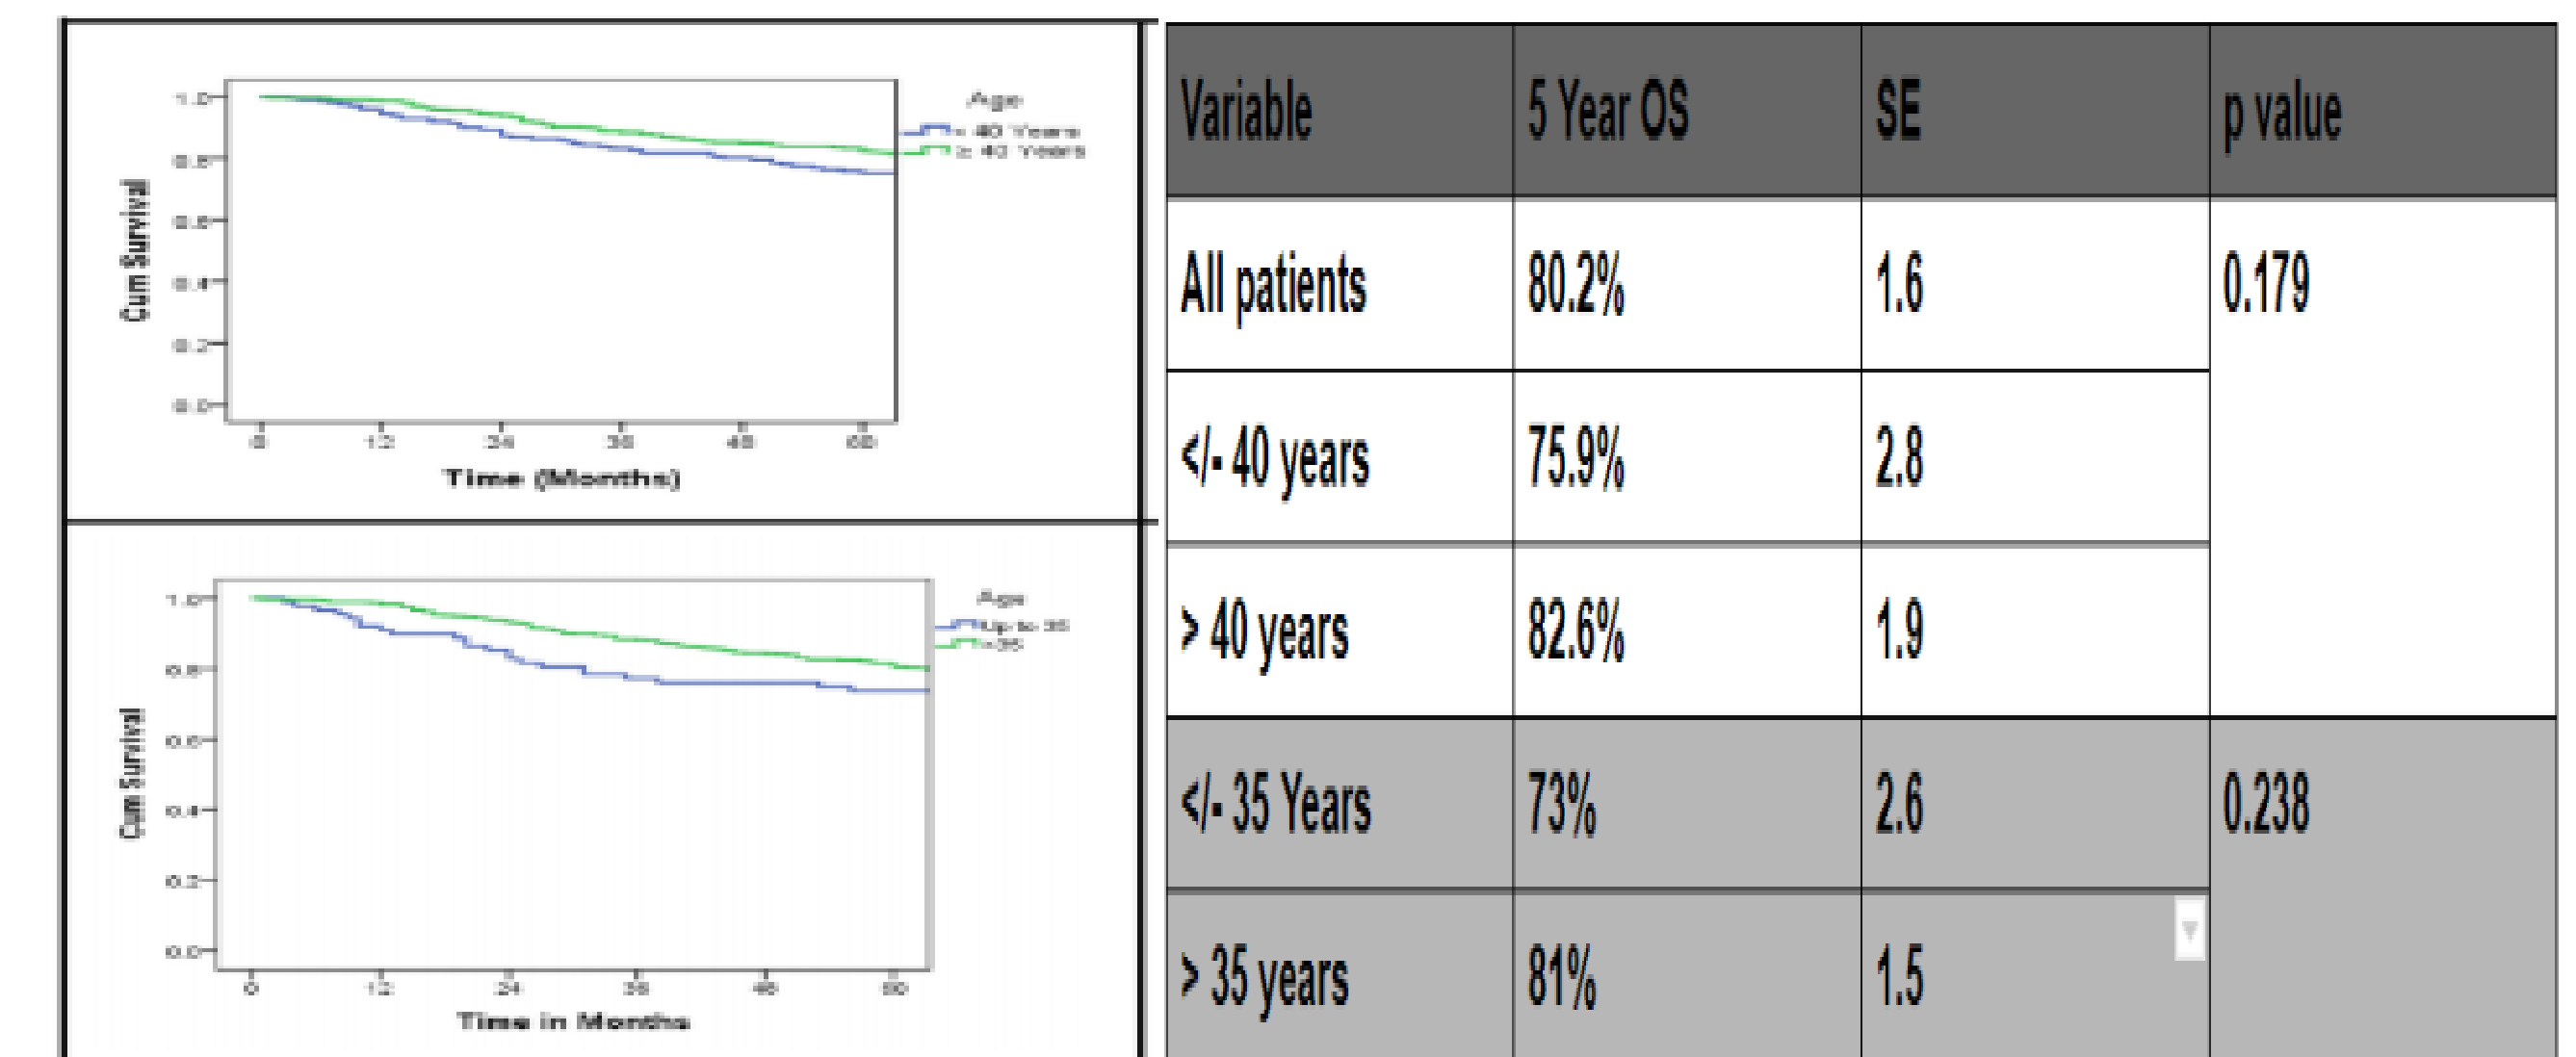 1.0
0.8
0.6
0.4
0.2
0.0
Cum Survival
0 12 24 36 48 60
Time (Months)
Age
< 40 Years
≥ 40 Years
1.0
0.8
0.6
0.4
0.2
0.0
Cum Survival
0 12 24 36 48 60
Time in Months
Age
Up to 35
>35
Variable 5 Year OS SE p value
All patients 80.2% 1.6 0.179
</- 40 years 75.9% 2.8
> 40 years 82.6% 1.9
</- 35 Years 73% 2.6 0.238
> 35 years 81% 1.5